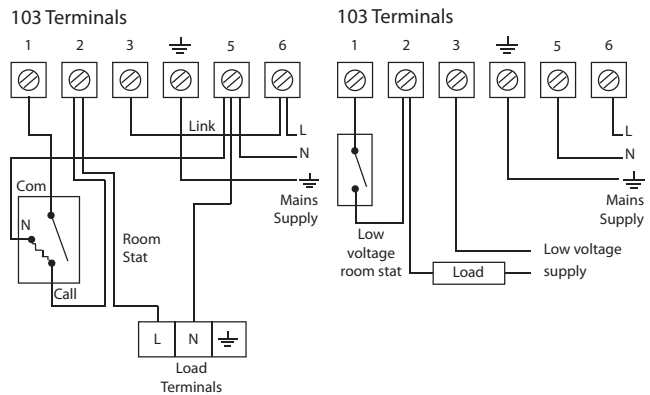 103 Terminals
1 2 3 5 6
Link
L
N
Com
N
Call
Room
Stat
Mains
Supply
L N
Load
Terminals
103 Terminals
1 2 3 5 6
L
N
Mains
Supply
Low
voltage
room stat
Low voltage
supply
Load